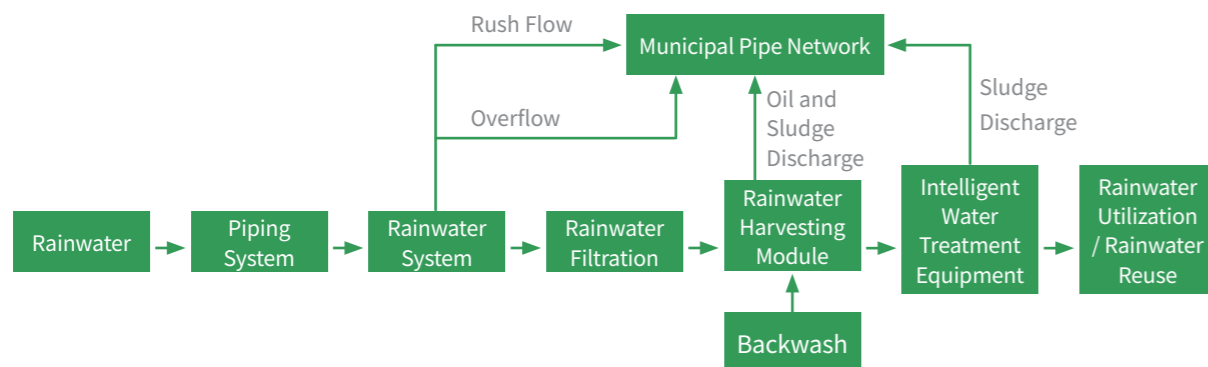 Rush Flow
Municipal Pipe Network
Overflow
Oil and
Sludge
Discharge
Sludge
Discharge
Rainwater
Piping
System
Rainwater
System
Rainwater
Filtration
Rainwater
Harvesting
Module
Intelligent
Water
Treatment
Equipment
Rainwater
Utilization
/ Rainwater
Reuse
Backwash